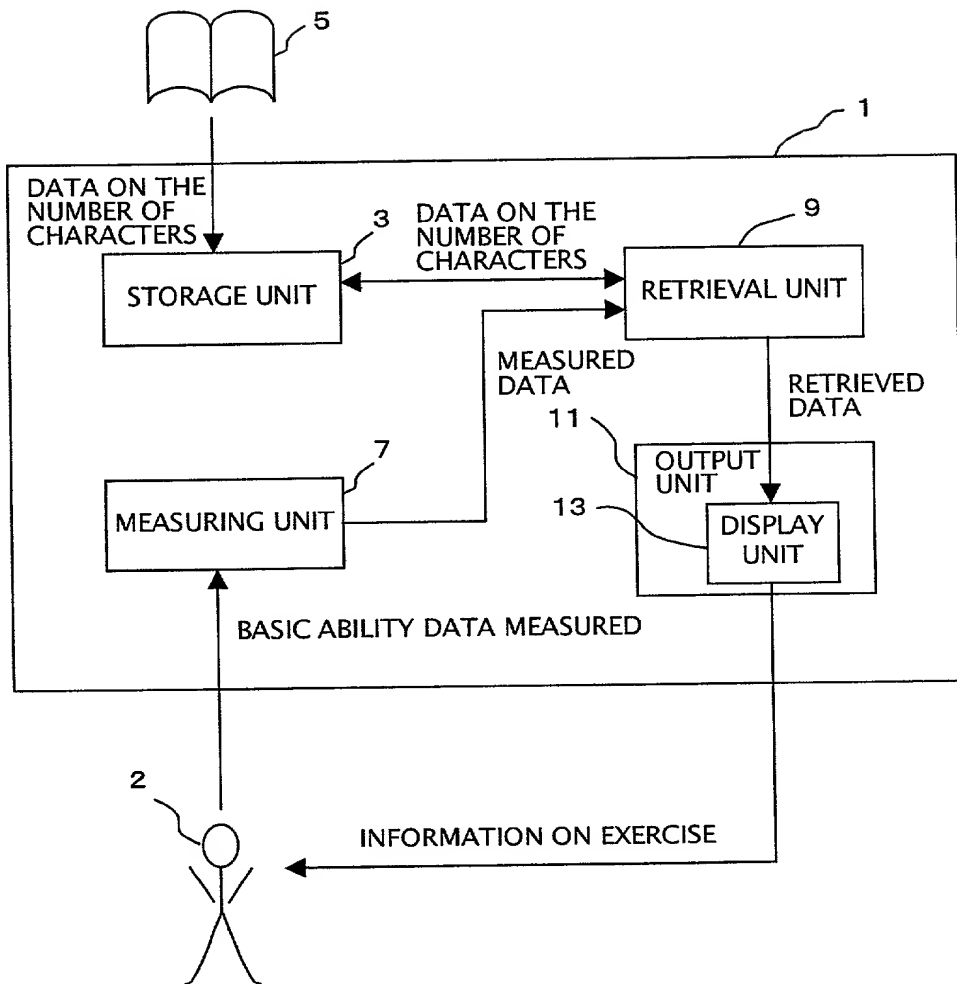 5
1
DATA ON THE
NUMBER OF
CHARACTERS
3
STORAGE UNIT
DATA ON THE
NUMBER OF
CHARACTERS
9
RETRIEVAL UNIT
MEASURED
DATA
RETRIEVED
DATA
11
OUTPUT
UNIT
13
DISPLAY
UNIT
7
MEASURING UNIT
BASIC ABILITY DATA MEASURED
2
INFORMATION ON EXERCISE